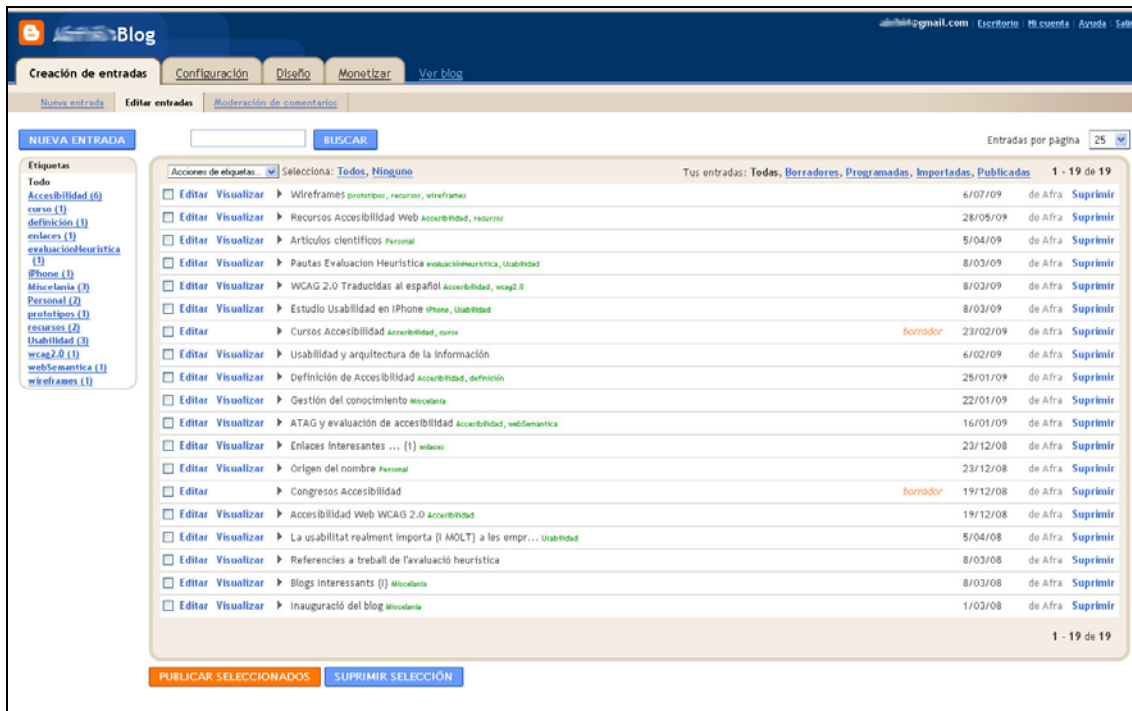 Blog
@gmail.com | Escritorio | Mi cuenta | Ayuda | Salir
Creación de entradas Configuración Diseño Monetizar Ver blog
Nueva entrada Editar entradas Moderación de comentarios
NUEVA ENTRADA BUSCAR Entradas por página 25
Etiquetas
Todo
Accesibilidad (6)
curso (1)
definición (1)
enlaces (1)
evaluaciónHeuristica
(1)
iPhone (1)
Miscelania (3)
Personal (2)
prototipos (1)
recursos (2)
Usabilidad (3)
wcag2.0 (1)
webSemantica (1)
wireframes (1)
Acciones de etiquetas... Selecciona: Todos, Ninguno Tus entradas: Todas, Borradores, Programadas, Importadas, Publicadas 1 - 19 de 19
Editar Visualizar Wireframes prototipos, recursos, wireframes 6/07/09 de Afra Suprimir
Editar Visualizar Recursos Accesibilidad Web Accesibilidad, recursos 28/05/09 de Afra Suprimir
Editar Visualizar Articulos cientificos Personal 5/04/09 de Afra Suprimir
Editar Visualizar Pautas Evaluacion Heuristica evaluaciónHeuristica, Usabilidad 8/03/09 de Afra Suprimir
Editar Visualizar WCAG 2.0 Traducidas al español Accesibilidad, wcag2.0 8/03/09 de Afra Suprimir
Editar Visualizar Estudio Usabilidad en IPhone iPhone, Usabilidad 8/03/09 de Afra Suprimir
Editar Cursos Accesibilidad Accesibilidad, curso borrador 23/02/09 de Afra Suprimir
Editar Visualizar Usabilidad y arquitectura de la información 6/02/09 de Afra Suprimir
Editar Visualizar Definición de Accesibilidad Accesibilidad, definición 25/01/09 de Afra Suprimir
Editar Visualizar Gestión del conocimiento Miscelania 22/01/09 de Afra Suprimir
Editar Visualizar ATAG y evaluación de accesibilidad Accesibilidad, webSemantica 16/01/09 de Afra Suprimir
Editar Visualizar Enlaces interesantes ... (1) enlaces 23/12/08 de Afra Suprimir
Editar Visualizar Origen del nombre Personal 23/12/08 de Afra Suprimir
Editar Congresos Accesibilidad borrador 19/12/08 de Afra Suprimir
Editar Visualizar Accesibilidad Web WCAG 2.0 Accesibilidad 19/12/08 de Afra Suprimir
Editar Visualizar La usabilitat realment importa (I MOLT) a les empr... Usabilidad 5/04/08 de Afra Suprimir
Editar Visualizar Referencies a treball de l'avaluació heurística 8/03/08 de Afra Suprimir
Editar Visualizar Blogs Interessants (I) Miscelania 8/03/08 de Afra Suprimir
Editar Visualizar Inauguració del blog Miscelania 1/03/08 de Afra Suprimir
1 - 19 de 19
PUBLICAR SELECCIONADOS SUPRIMIR SELECCIÓN